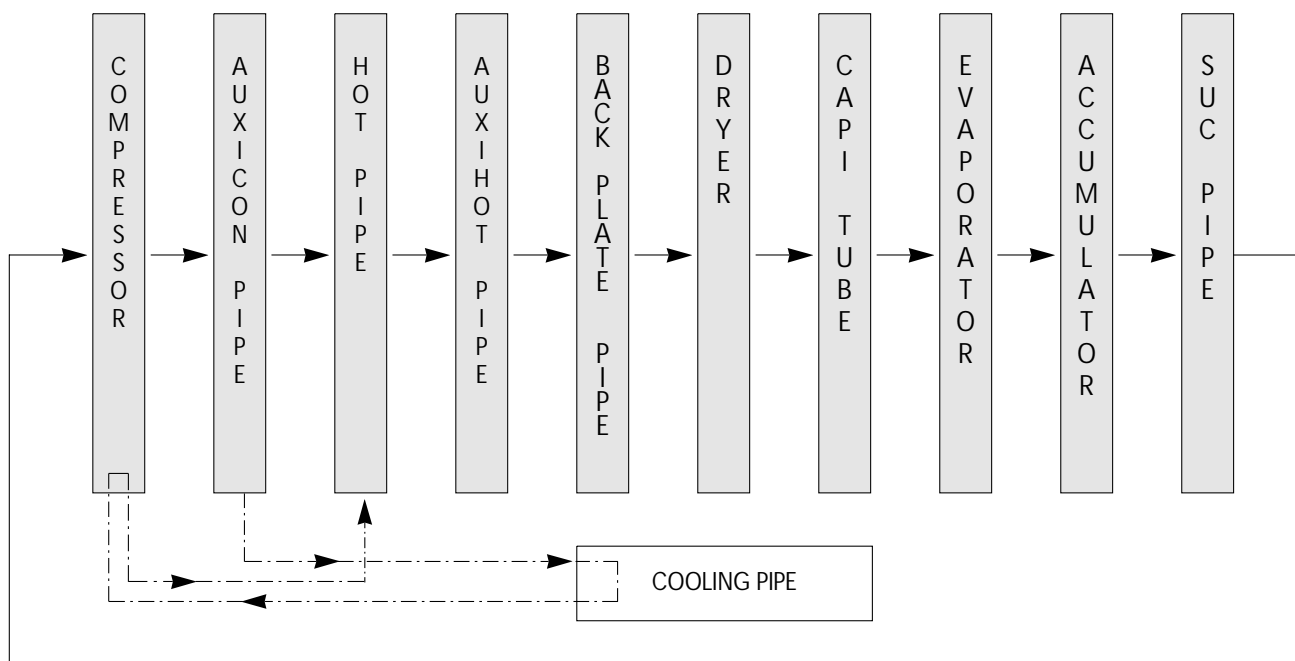 COMPRESSOR
AUXICON PIPE
HOT PIPE
AUXIHOT PIPE
BACK PLATE PIPE
DRYER
CAPI TUBE
EVAPORATOR
ACCUMULATOR
SUC PIPE
COOLING PIPE